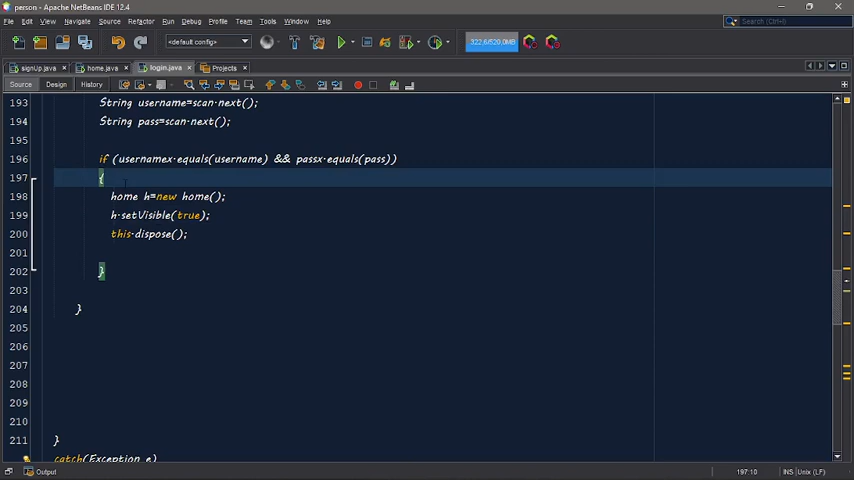 person - Apache NetBeans IDE 12.4
File Edit View Navigate Source Refactor Run Debug Profile Team Tools Window Help
Search (Ctrl+I)
<default config>
322.6/529.0MB
signUp.java home.java login.java Projects
Source Design History
193 String username=scan.next();
194 String pass=scan.next();
195
196 if (usernamex.equals(username) && passx.equals(pass))
197 {
198 home h=new home();
199 h.setVisible(true);
200 this.dispose();
201
202 }
203
204 }
205
206
207
208
209
210
211 }
catch(Exception e)
Output
197:10 INS Unix (LF)